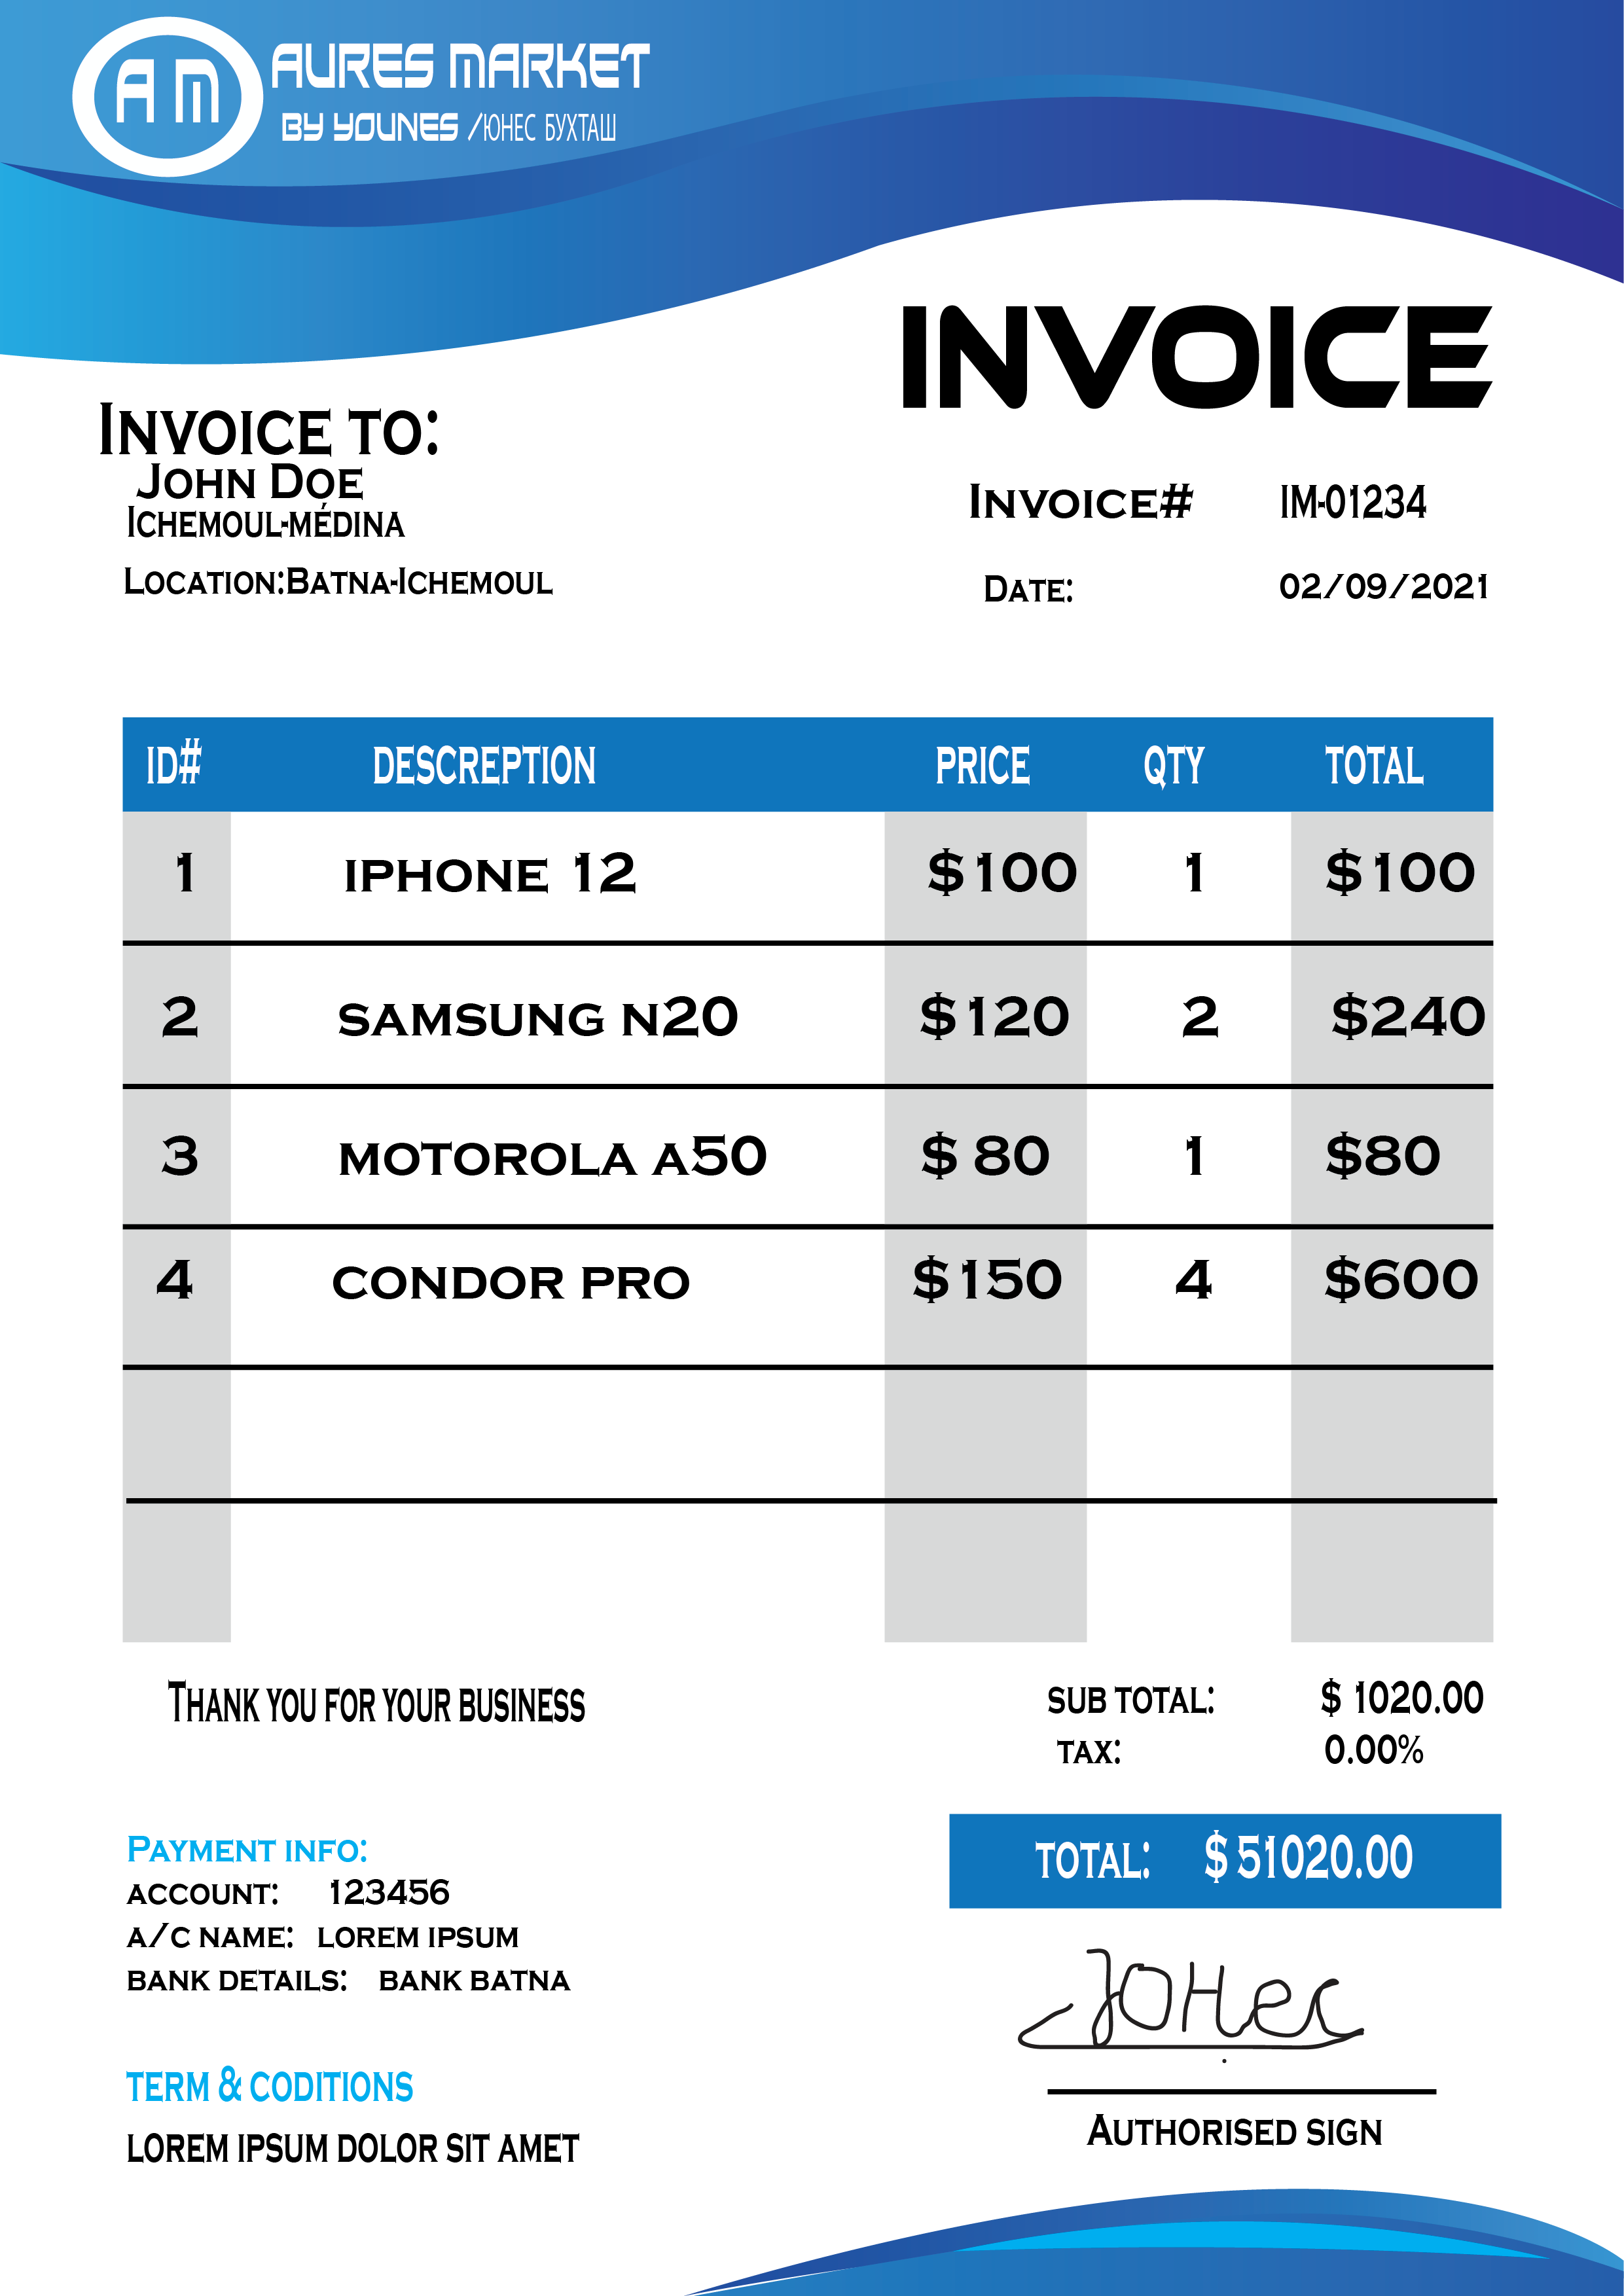 AM
AURES MARKET
BY YOUNES /ЮНЕС БУХТАШ
INVOICE
Invoice to:
John Doe
Ichemoul-médina
Location:Batna-Ichemoul
Invoice# IM-01234
Date: 02/09/2021
ID# DESCREPTION PRICE QTY TOTAL
1 IPHONE 12 $100 1 $100
2 SAMSUNG N20 $120 2 $240
3 MOTOROLA A50 $ 80 1 $80
4 CONDOR PRO $150 4 $600
Thank you for your business
SUB TOTAL: $ 1020.00
TAX: 0.00%
TOTAL: $51020.00
Payment info:
ACCOUNT: 123456
A/C NAME: LOREM IPSUM
BANK DETAILS: BANK BATNA
TERM & CODITIONS
LOREM IPSUM DOLOR SIT AMET
Юнес
Authorised sign